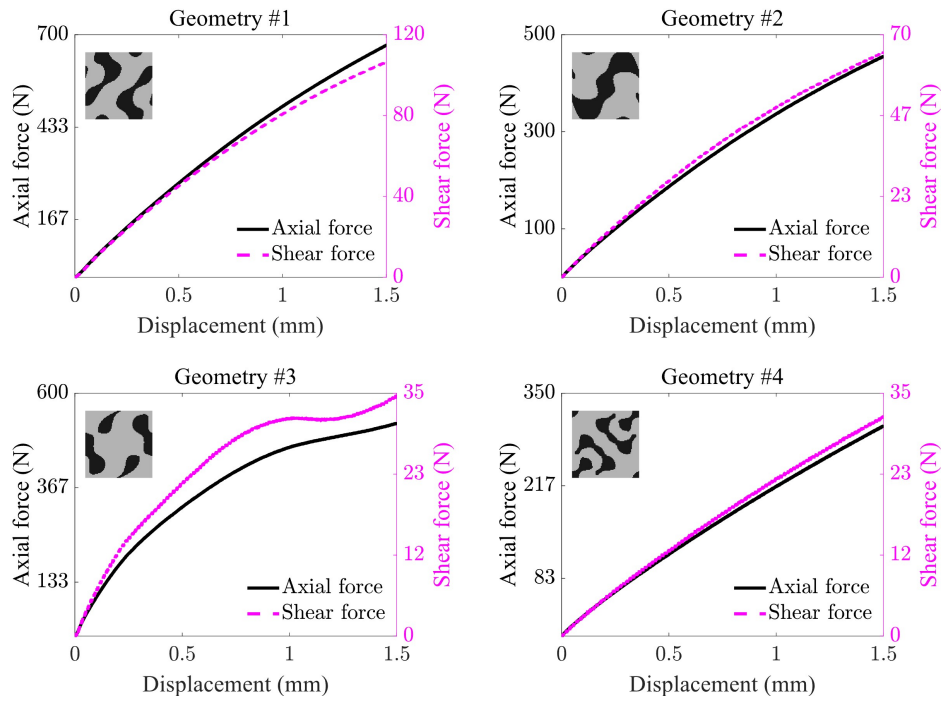 Geometry #1
700
433
167
Axial force (N)
120
80
40
0
Shear force (N)
Axial force
Shear force
0 0.5 1 1.5
Displacement (mm)
Geometry #2
500
300
100
Axial force (N)
70
47
23
0
Shear force (N)
Axial force
Shear force
0 0.5 1 1.5
Displacement (mm)
Geometry #3
600
367
133
Axial force (N)
35
23
12
0
Shear force (N)
Axial force
Shear force
0 0.5 1 1.5
Displacement (mm)
Geometry #4
350
217
83
Axial force (N)
35
23
12
0
Shear force (N)
Axial force
Shear force
0 0.5 1 1.5
Displacement (mm)